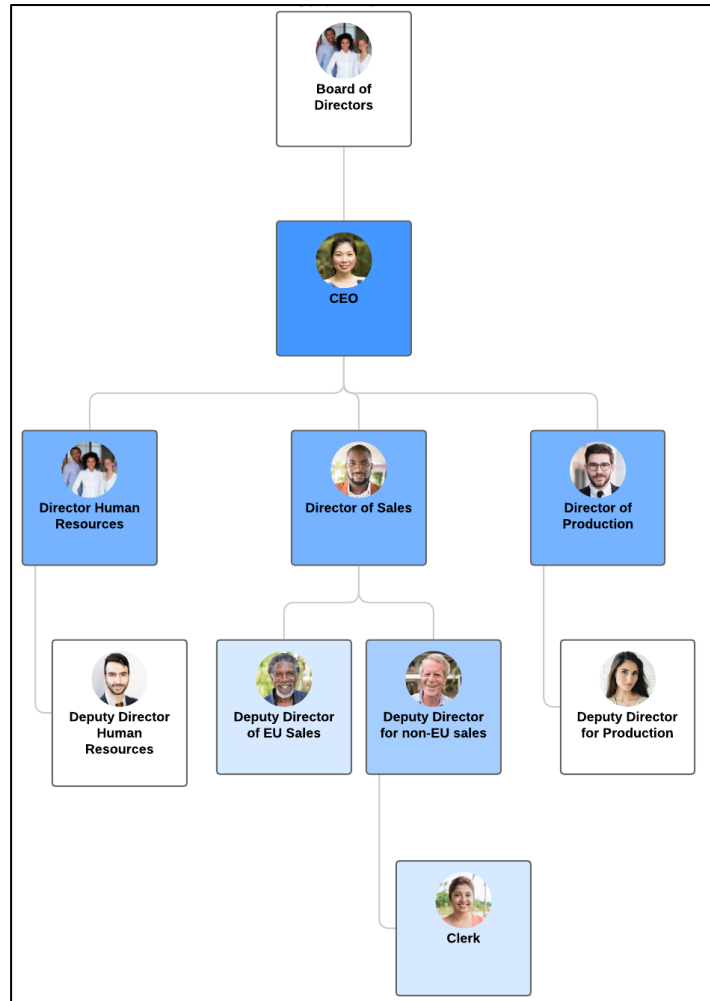 Board of
Directors
CEO
Director Human
Resources
Director of Sales
Director of
Production
Deputy Director
Human
Resources
Deputy Director
of EU Sales
Deputy Director
for non-EU sales
Deputy Director
for Production
Clerk